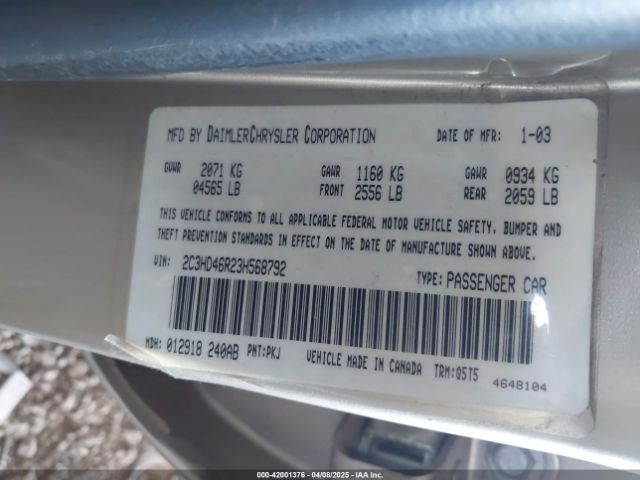 MFD BY DAIMLERCHRYSLER CORPORATION DATE OF MFR: 1-03
GVWR 2071 KG GAWR 1160 KG GAWR 0934 KG
04565 LB FRONT 2556 LB REAR 2059 LB
THIS VEHICLE CONFORMS TO ALL APPLICABLE FEDERAL MOTOR VEHICLE SAFETY, BUMPER AND
THEFT PREVENTION STANDARDS IN EFFECT ON THE DATE OF MANUFACTURE SHOWN ABOVE.
VIN: 2C3HD46R23H568792 TYPE: PASSENGER CAR
MDH: 012918 240AB PNT:PKJ VEHICLE MADE IN CANADA TRM:Q5T5
4648104
000-42001376 | 04/08/2025 | IAA Inc.